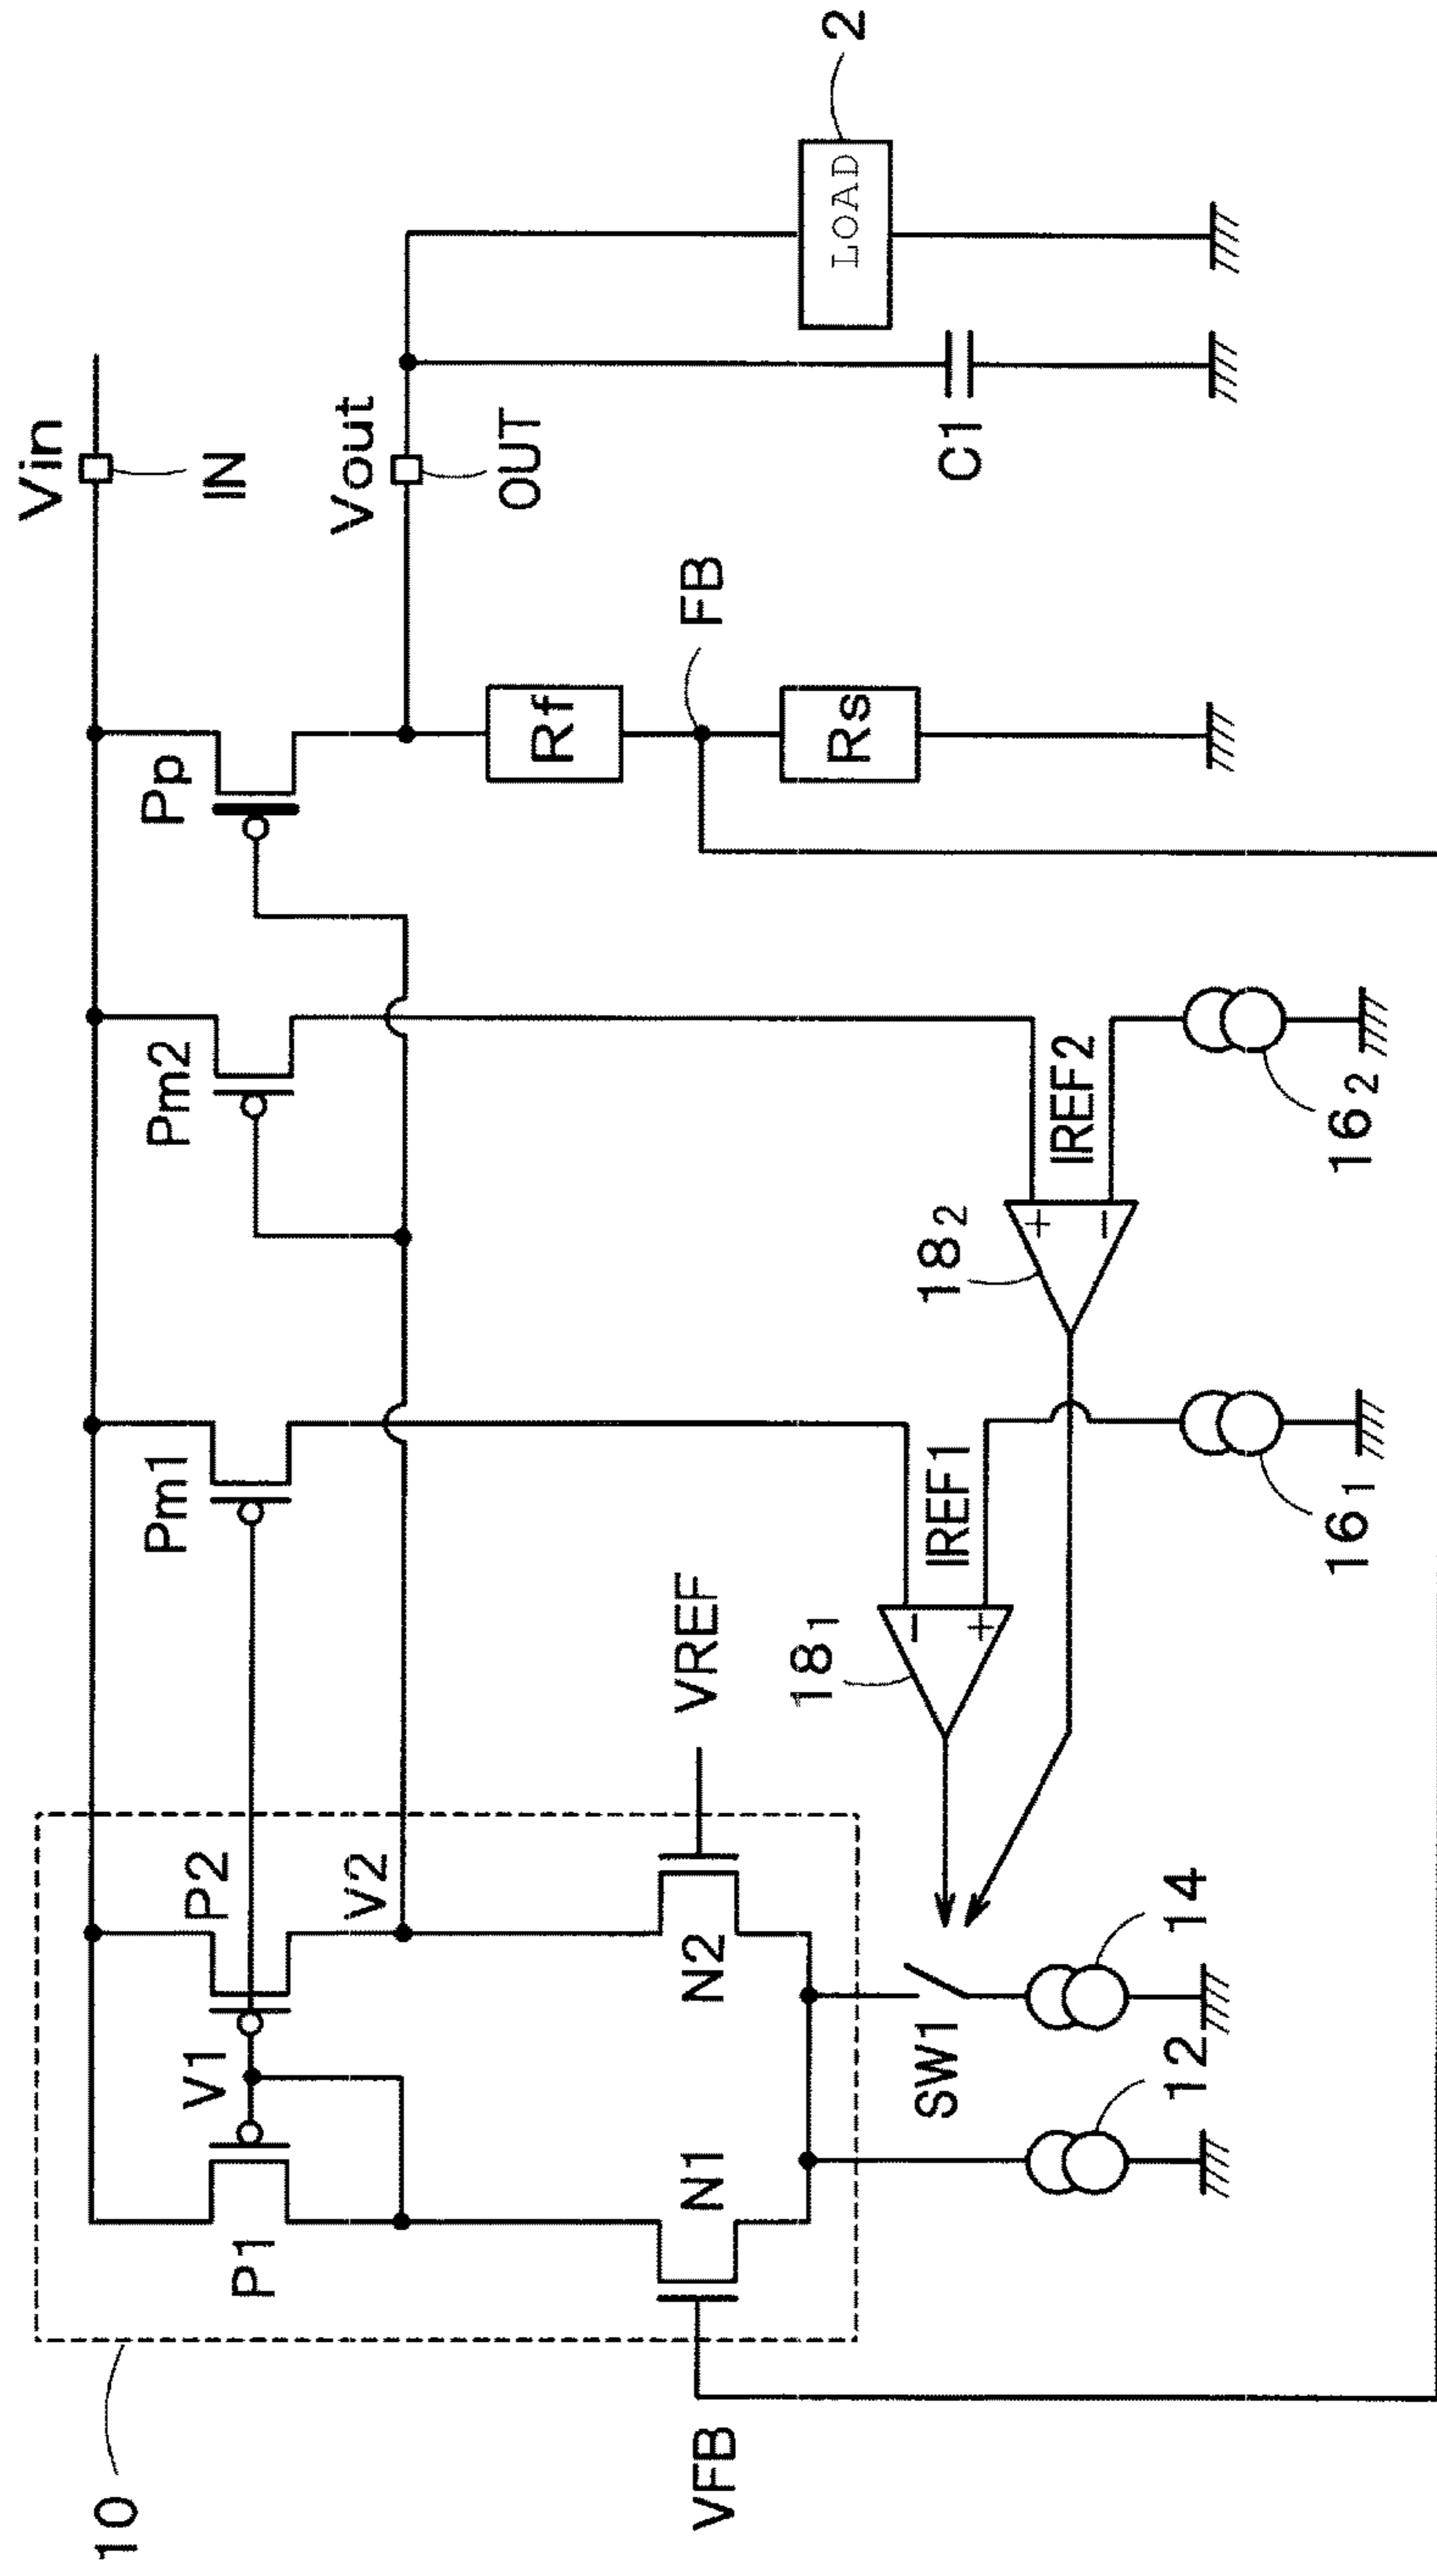 10
Vin
IN
P1
V1
P2
Pm1
Pm2
Pp
V2
Vout
OUT
VFB
N1
N2
VREF
Rf
FB
Rs
18₁
18₂
−
+
+
−
IREF1
IREF2
SW1
12
14
16₁
16₂
C1
LOAD
2